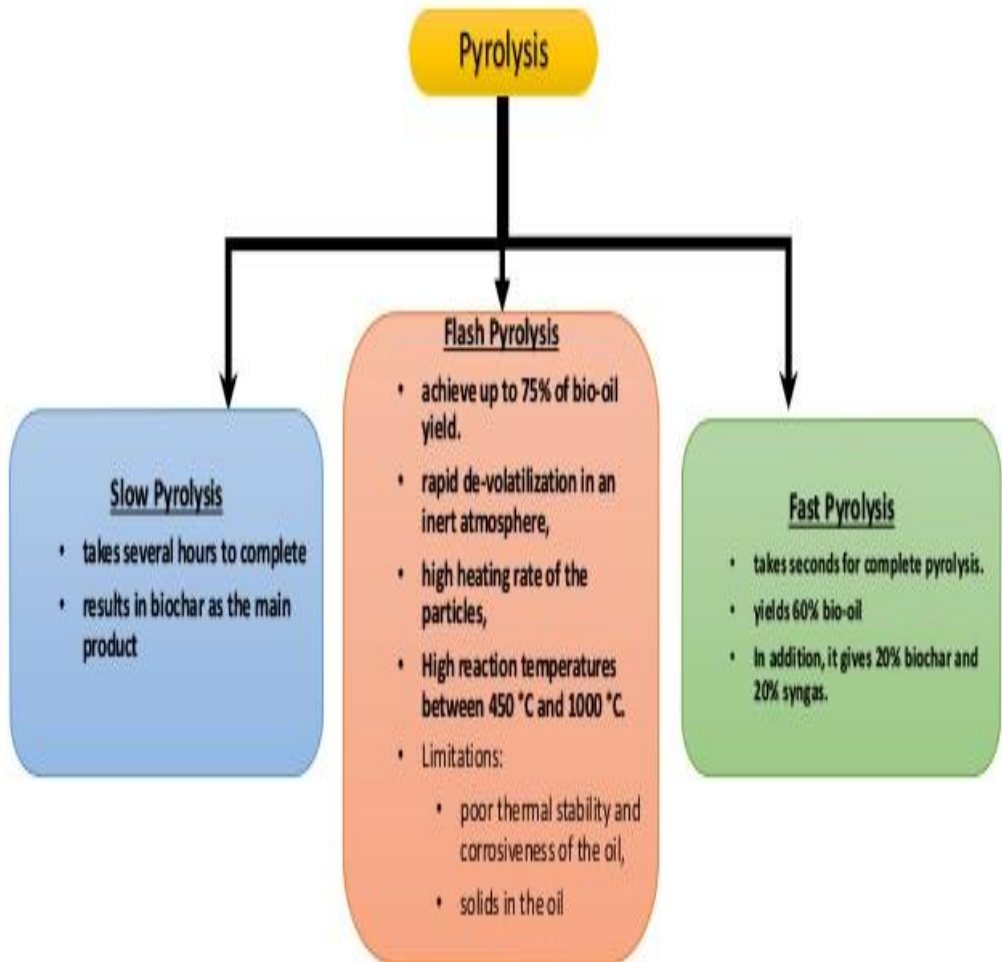 Pyrolysis
Slow Pyrolysis
• takes several hours to complete
• results in biochar as the main
product
Flash Pyrolysis
• achieve up to 75% of bio-oil
yield.
• rapid de-volatilization in an
inert atmosphere,
• high heating rate of the
particles,
• High reaction temperatures
between 450 °C and 1000 °C.
• Limitations:
• poor thermal stability and
corrosiveness of the oil,
• solids in the oil
Fast Pyrolysis
• takes seconds for complete pyrolysis.
• yields 60% bio-oil
• In addition, it gives 20% biochar and
20% syngas.